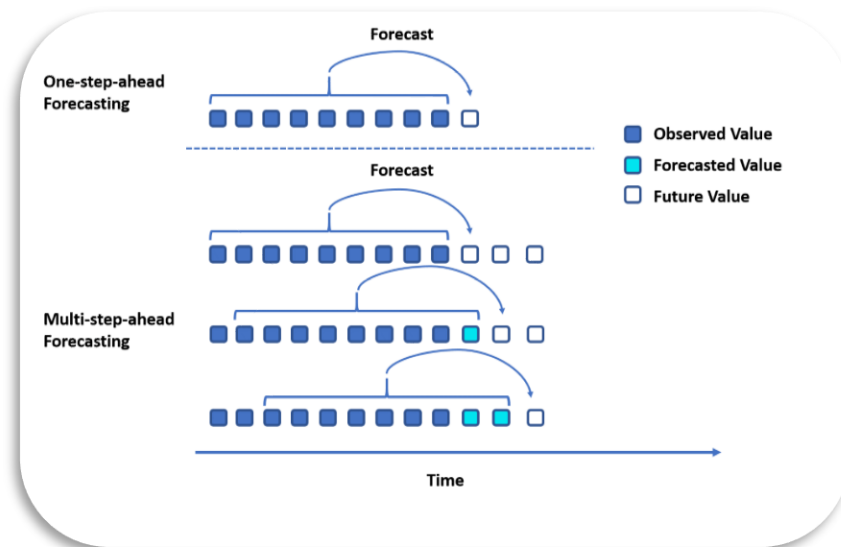 Forecast
One-step-ahead
Forecasting
Observed Value
Forecasted Value
Future Value
Forecast
Multi-step-ahead
Forecasting
Time